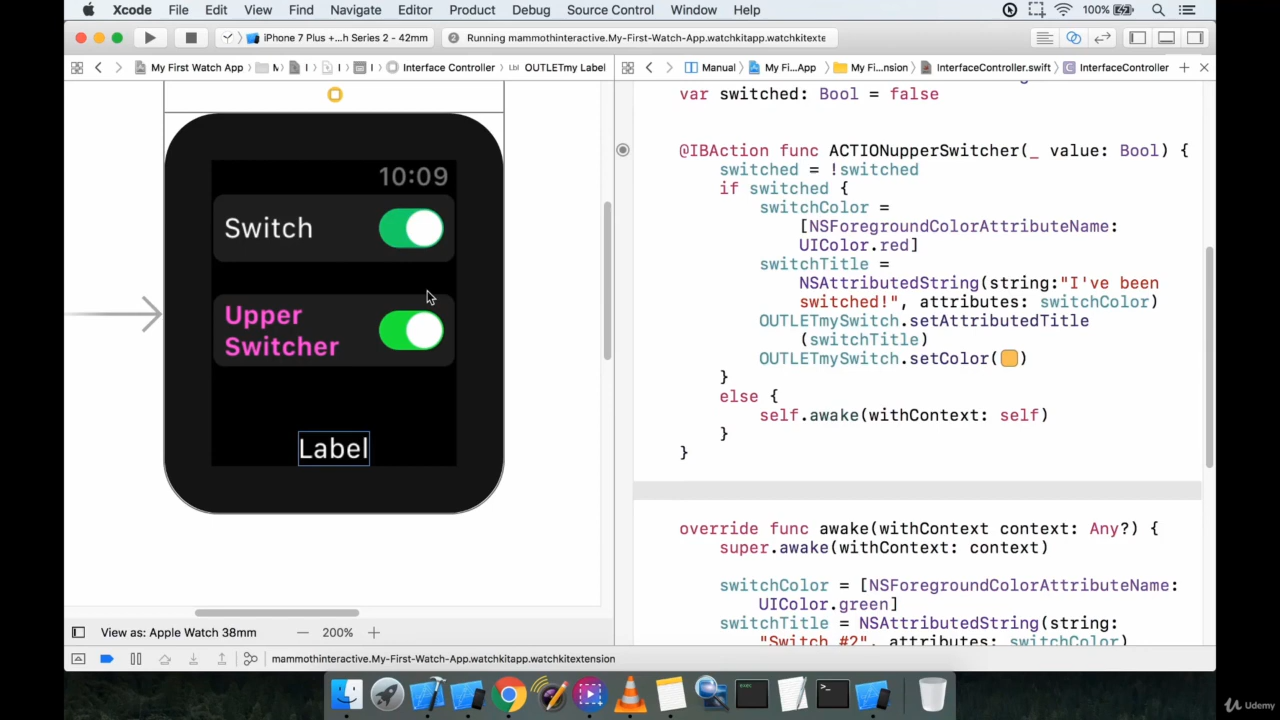 Xcode File Edit View Find Navigate Editor Product Debug Source Control Window Help 100%
iPhone 7 Plus +...h Series 2 - 42mm 2 Running mammothinteractive.My-First-Watch-App.watchkitapp.watchkitexte
My First Watch App M I I I Interface Controller OUTLETmy Label
Manual My Fi...App My Fi...nsion InterfaceController.swift C InterfaceController
var switched: Bool = false
@IBAction func ACTIONupperSwitcher(_ value: Bool) {
switched = !switched
if switched {
switchColor =
[NSForegroundColorAttributeName:
UIColor.red]
switchTitle =
NSAttributedString(string:"I've been
switched!", attributes: switchColor)
OUTLETmySwitch.setAttributedTitle
(switchTitle)
OUTLETmySwitch.setColor( )
}
else {
self.awake(withContext: self)
}
}
override func awake(withContext context: Any?) {
super.awake(withContext: context)
switchColor = [NSForegroundColorAttributeName:
UIColor.green]
switchTitle = NSAttributedString(string:
"Switch #2", attributes: switchColor)
10:09
Switch
Upper
Switcher
Label
View as: Apple Watch 38mm — 200% +
mammothinteractive.My-First-Watch-App.watchkitapp.watchkitextension
exec
>_
Udemy